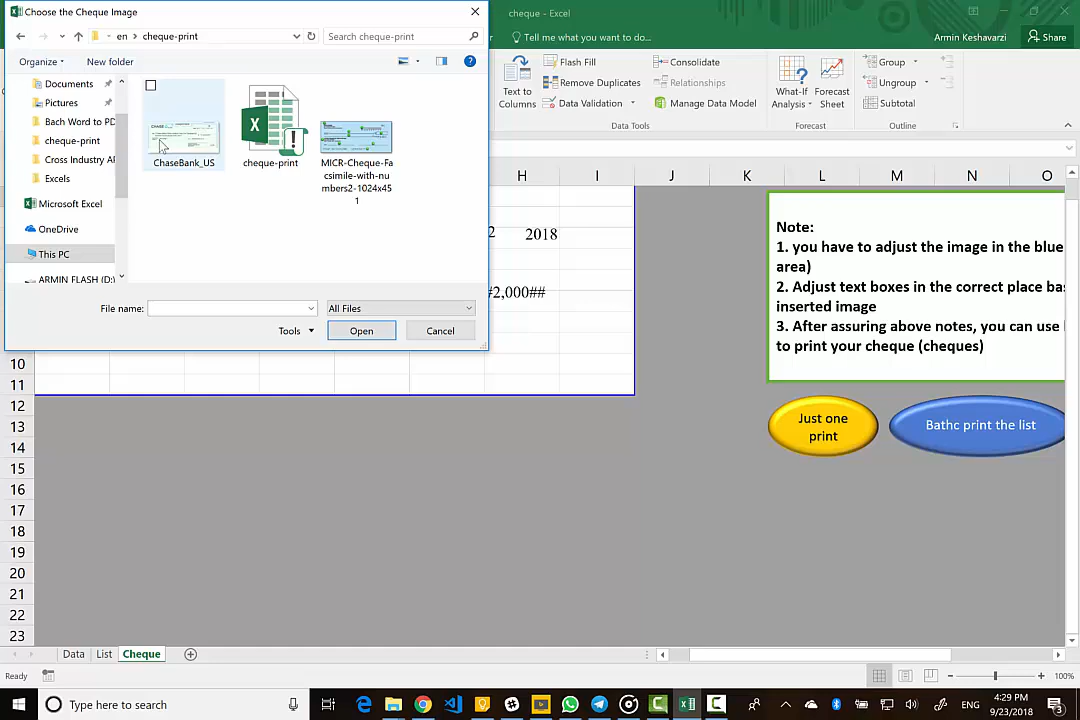 Choose the Cheque Image
cheque - Excel
en > cheque-print
Search cheque-print
Organize
New folder
Tell me what you want to do...
Armin Keshavarzi
Share
Documents
Pictures
Bach Word to PD
cheque-print
Cross Industry AI
Excels
Microsoft Excel
OneDrive
This PC
ARMIN FLASH (D:)
ChaseBank_US
cheque-print
MICR-Cheque-Fa
csimile-with-nu
mbers2-1024x45
1
File name:
All Files
Tools
Open
Cancel
Text to
Columns
Flash Fill
Remove Duplicates
Data Validation
Consolidate
Relationships
Manage Data Model
Data Tools
What-If
Analysis
Forecast
Sheet
Forecast
Group
Ungroup
Subtotal
Outline
H I J K L M N O
2 2018
#2,000##
Note:
1. you have to adjust the image in the blue
area)
2. Adjust text boxes in the correct place ba
inserted image
3. After assuring above notes, you can use
to print your cheque (cheques)
Just one
print
Bathc print the list
10
11
12
13
14
15
16
17
18
19
20
21
22
23
Data List Cheque
Ready
100%
Type here to search
ENG
4:29 PM
9/23/2018
3